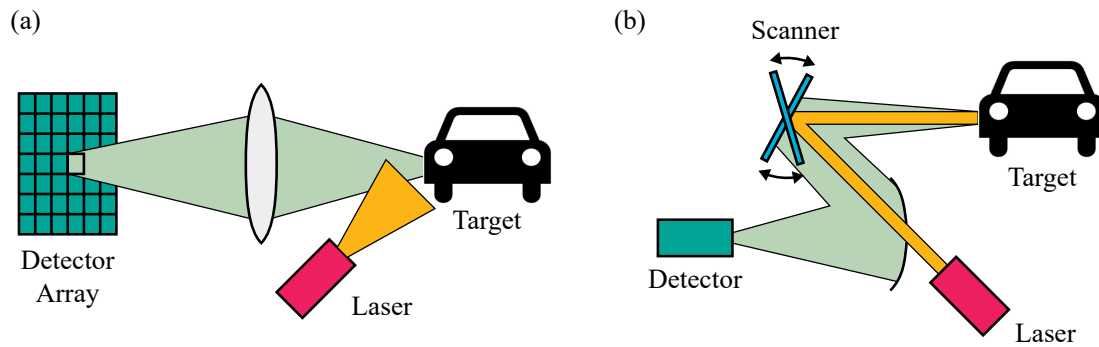 (a)
Detector
Array
Laser
Target
(b)
Scanner
Target
Detector
Laser